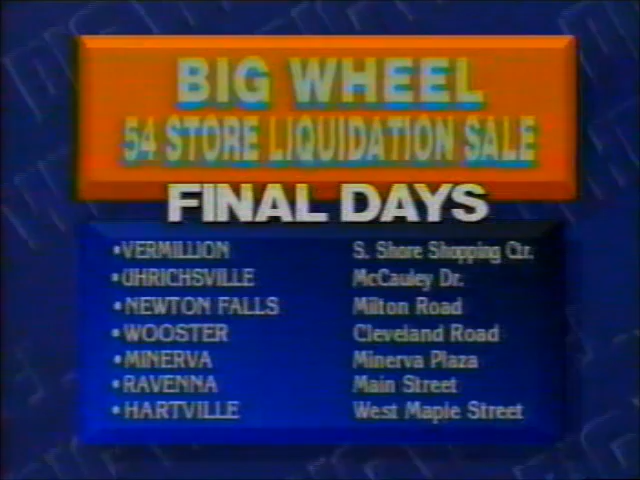 BIG WHEEL
54 STORE LIQUIDATION SALE
FINAL DAYS
•VERMILLION S. Shore Shopping Ctr.
•UHRICHSVILLE McCauley Dr.
•NEWTON FALLS Milton Road
•WOOSTER Cleveland Road
•MINERVA Minerva Plaza
•RAVENNA Main Street
•HARTVILLE West Maple Street